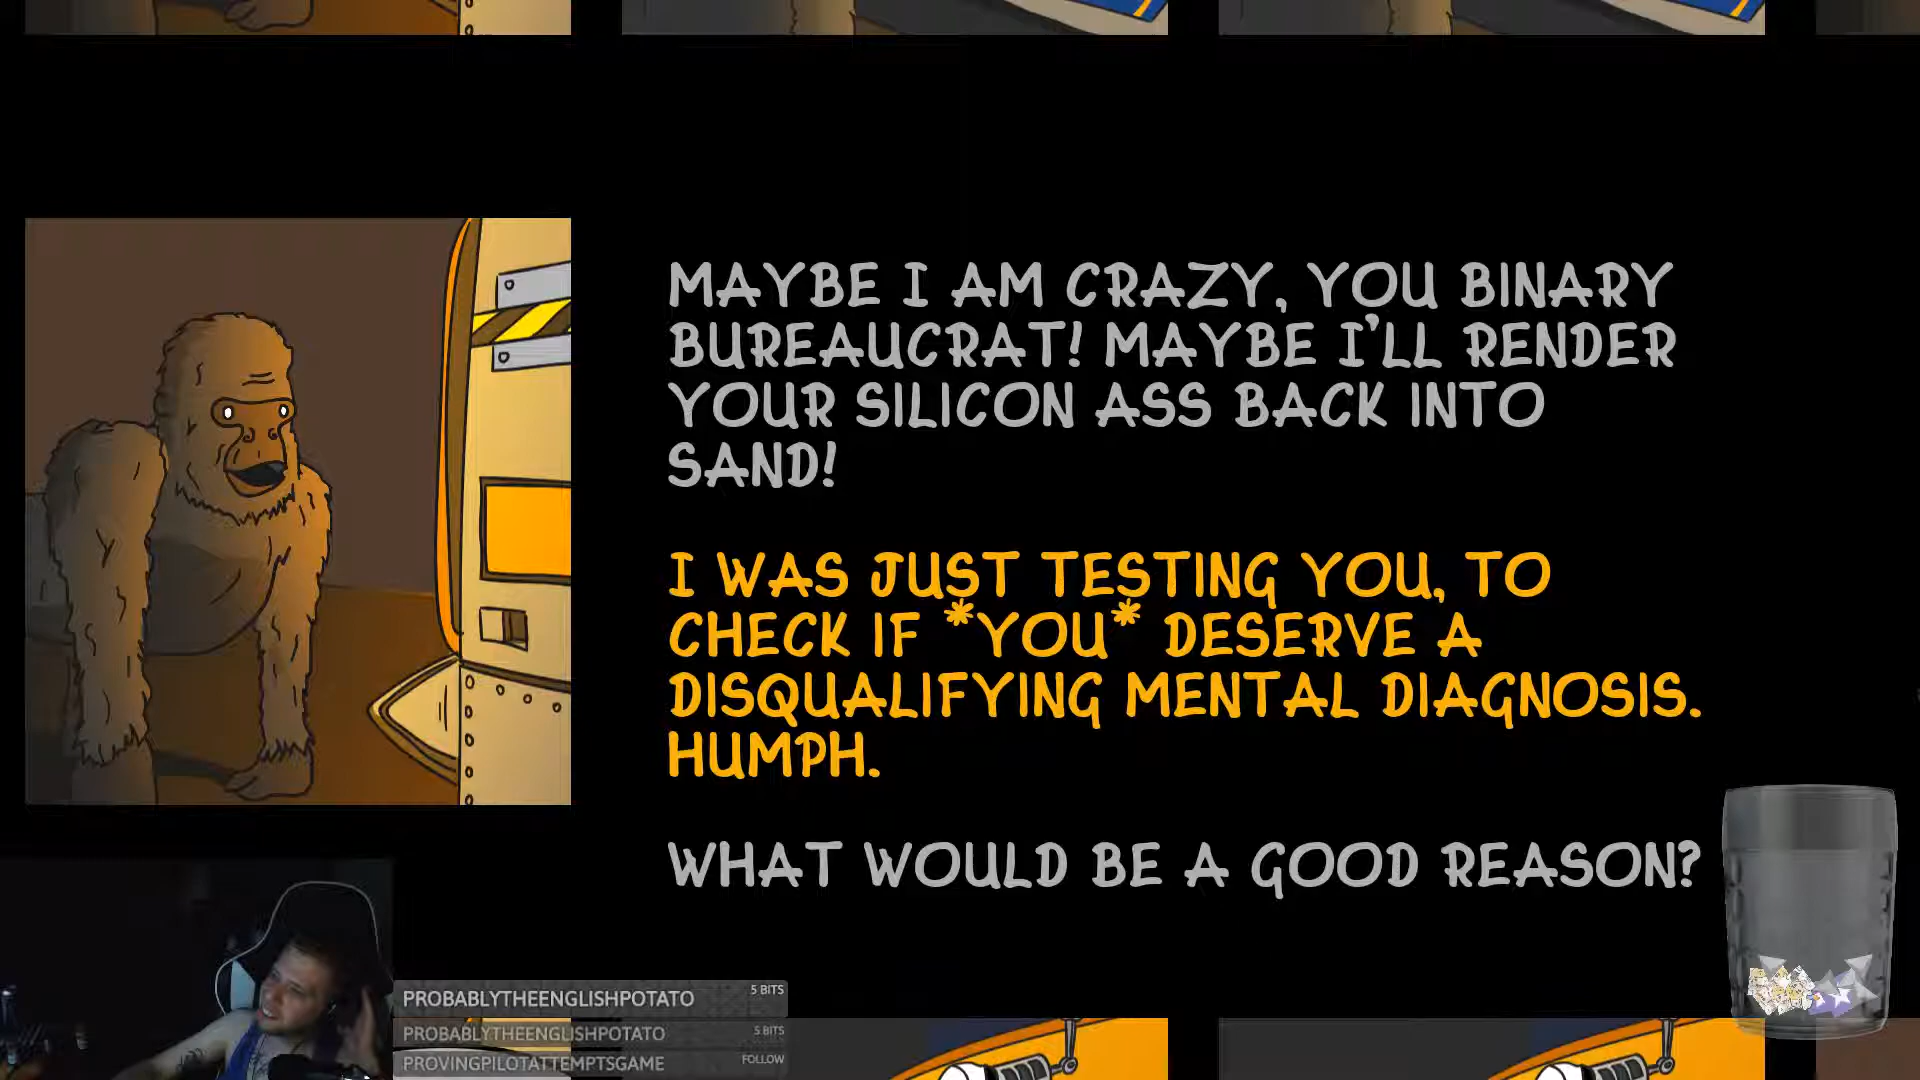 MAYBE I AM CRAZY, YOU BINARY
BUREAUCRAT! MAYBE I'LL RENDER
YOUR SILICON ASS BACK INTO
SAND!
I WAS JUST TESTING YOU, TO
CHECK IF *YOU* DESERVE A
DISQUALIFYING MENTAL DIAGNOSIS.
HUMPH.
WHAT WOULD BE A GOOD REASON?
PROBABLYTHEENGLISHPOTATO 5 BITS
PROBABLYTHEENGLISHPOTATO 5 BITS
PROVINGPILOTATTEMPTSGAME FOLLOW